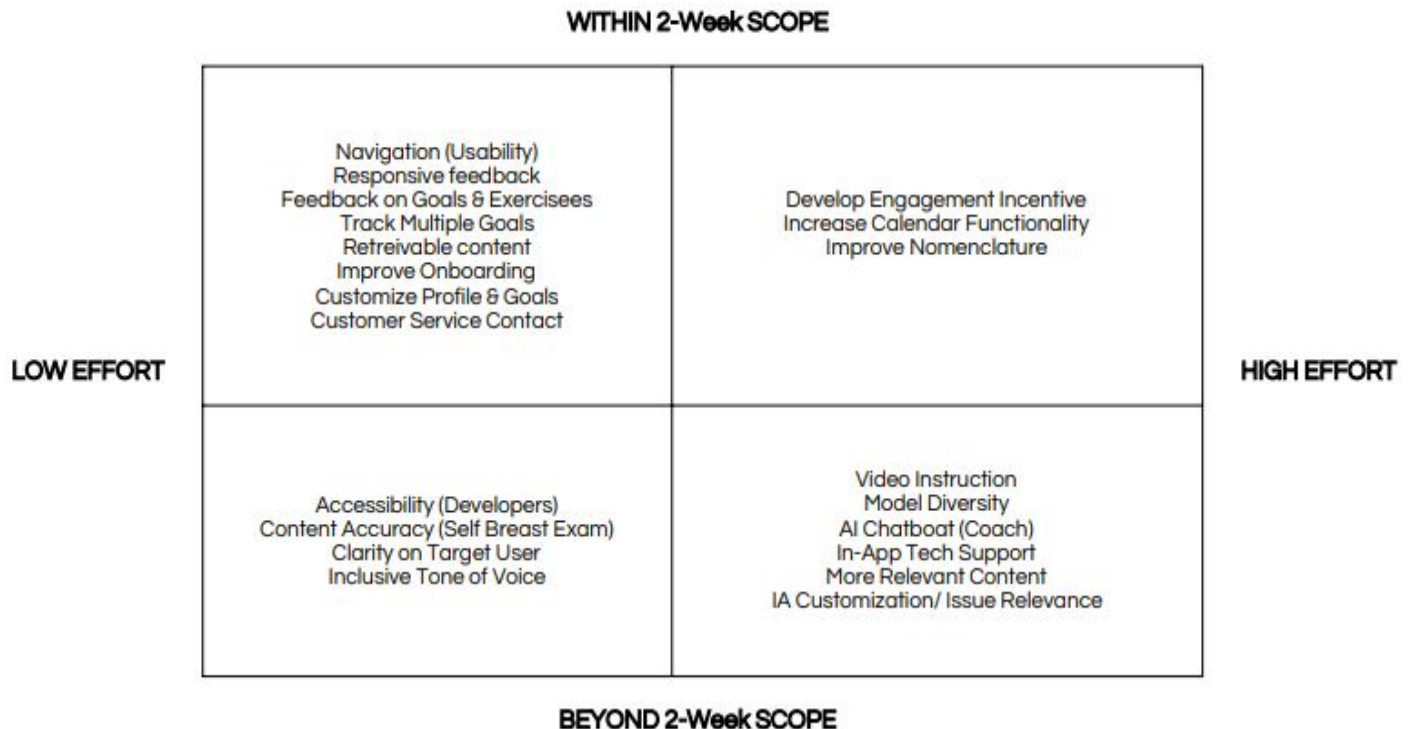 WITHIN 2-Week SCOPE
Navigation (Usability)
Responsive feedback
Feedback on Goals & Exercisees
Track Multiple Goals
Retreivable content
Improve Onboarding
Customize Profile & Goals
Customer Service Contact
Develop Engagement Incentive
Increase Calendar Functionality
Improve Nomenclature
LOW EFFORT
HIGH EFFORT
Accessibility (Developers)
Content Accuracy (Self Breast Exam)
Clarity on Target User
Inclusive Tone of Voice
Video Instruction
Model Diversity
AI Chatboat (Coach)
In-App Tech Support
More Relevant Content
IA Customization/ Issue Relevance
BEYOND 2-Week SCOPE